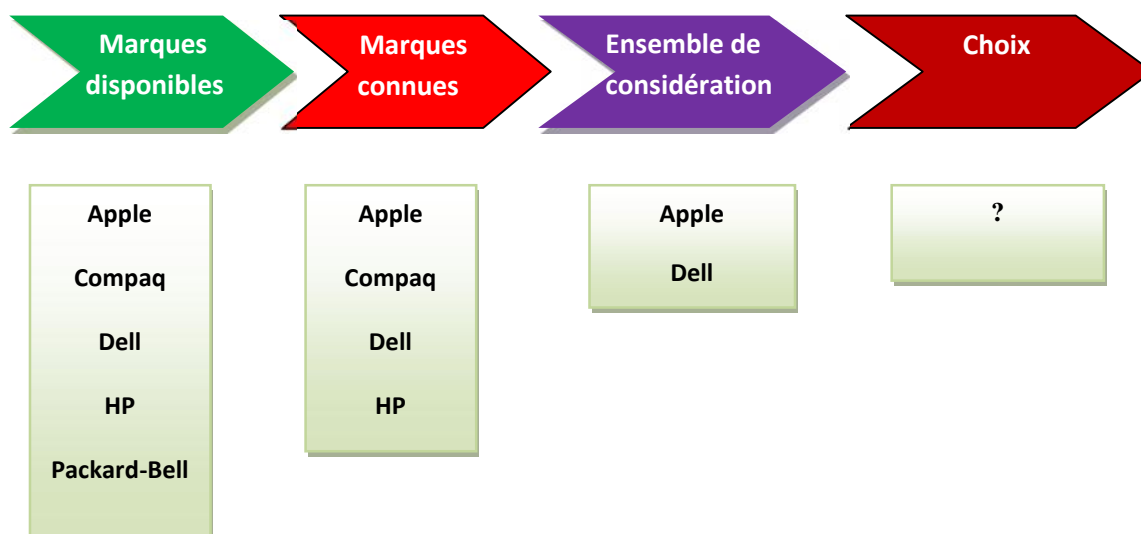 Marques
disponibles
Marques
connues
Ensemble de
considération
Choix
Apple
Compaq
Dell
HP
Packard-Bell
Apple
Compaq
Dell
HP
Apple
Dell
?